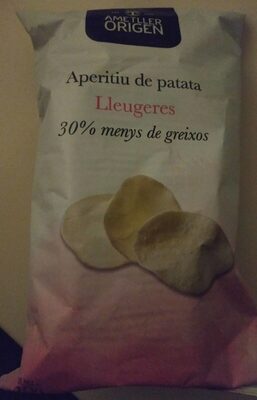 AMETLLER
ORIGEN
Aperitiu de patata
Lleugeres
30% menys de greixos